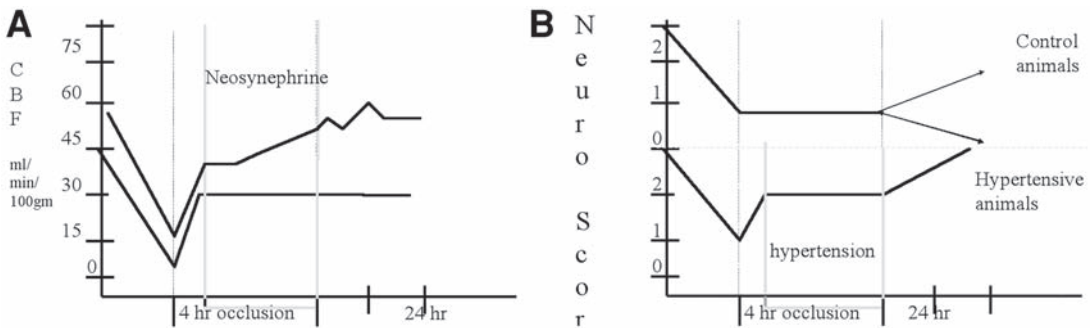 A
C
B
F
ml/
min/
100gm
75
60
45
30
15
0
Neosynephrine
4 hr occlusion
24 hr
B
N
e
u
r
o
S
c
o
r
2
1
0
2
1
0
Control
animals
Hypertensive
animals
hypertension
4 hr occlusion
24 hr